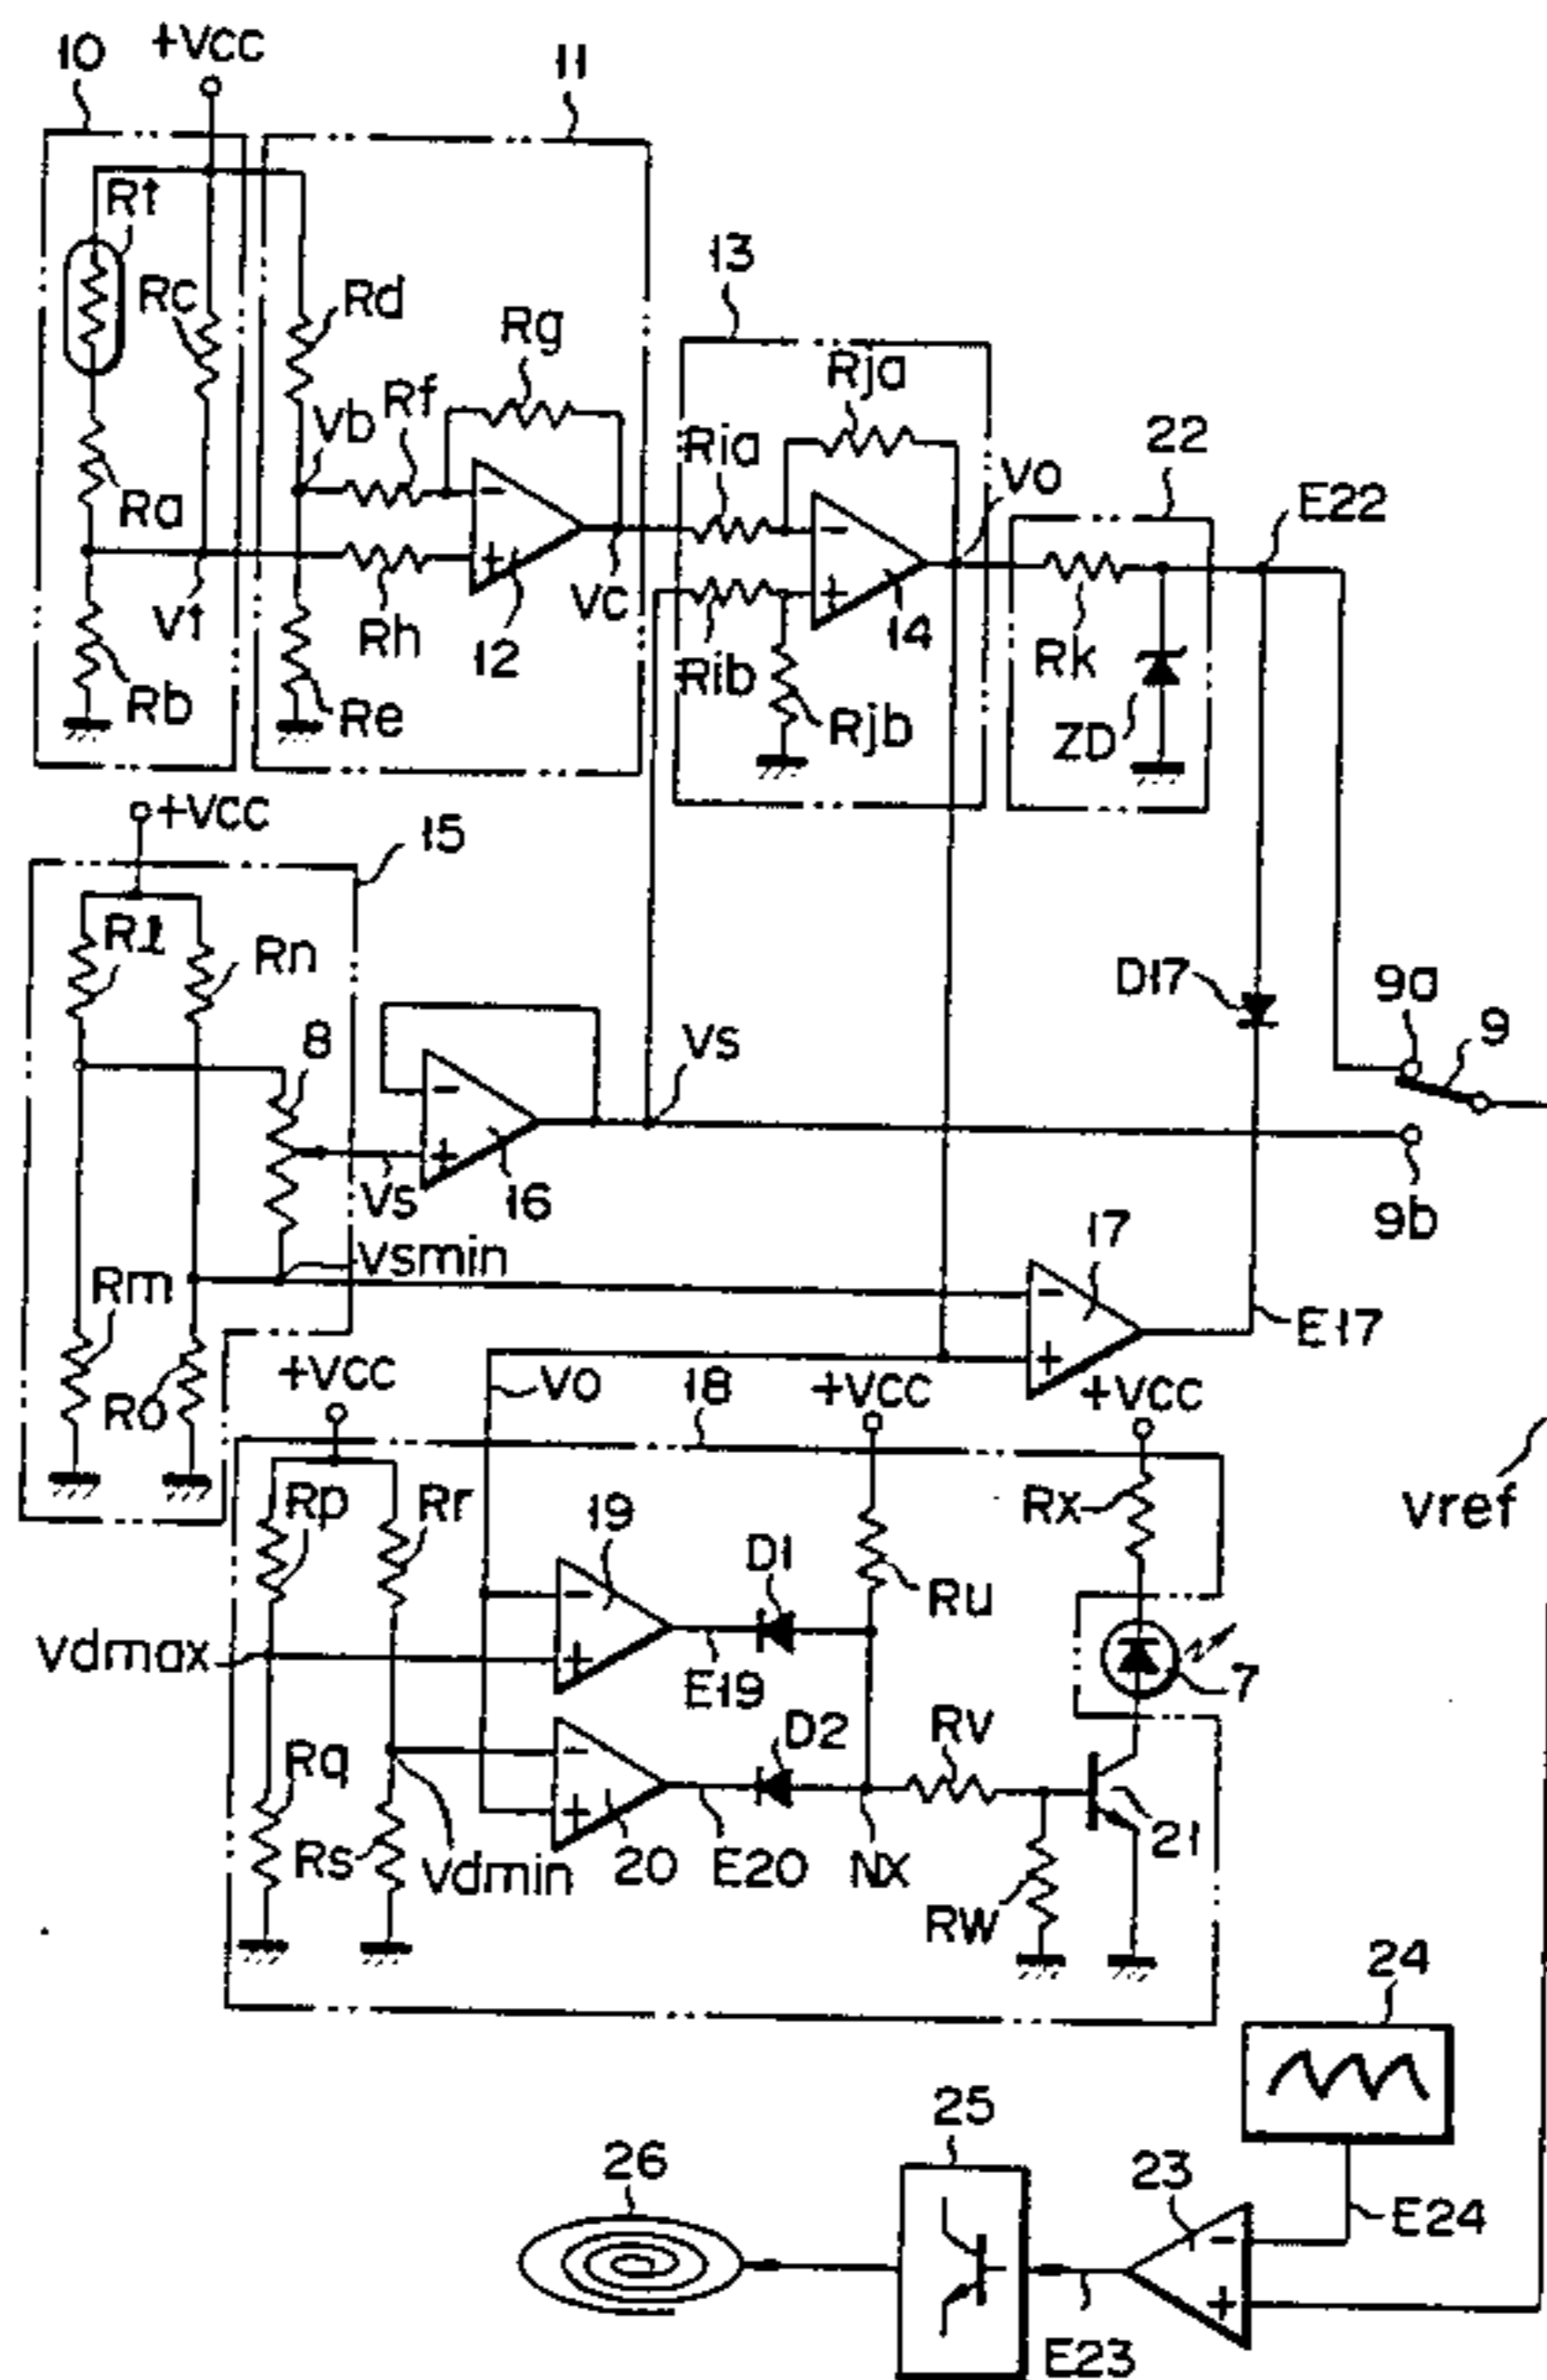 10
+VCC
11
Rt
Rc
Rd
Rg
13
Rja
Vb
Rf
Ria
22
Ra
Vo
E22
Vt
Rh
12
Vc
14
Rk
Rb
Re
Rib
Rjb
ZD
+VCC
15
Rl
Rn
D17
9a
9
8
Vs
Vs
16
9b
17
Vsmin
Rm
E17
+VCC
Ro
Vo
18
+VCC
+VCC
Rp
Rr
19
D1
Rx
Vref
Ru
Vdmax
E19
7
D2
Rv
Rq
Rs
Vdmin
20
E20
NX
21
Rw
24
25
26
23
E24
E23